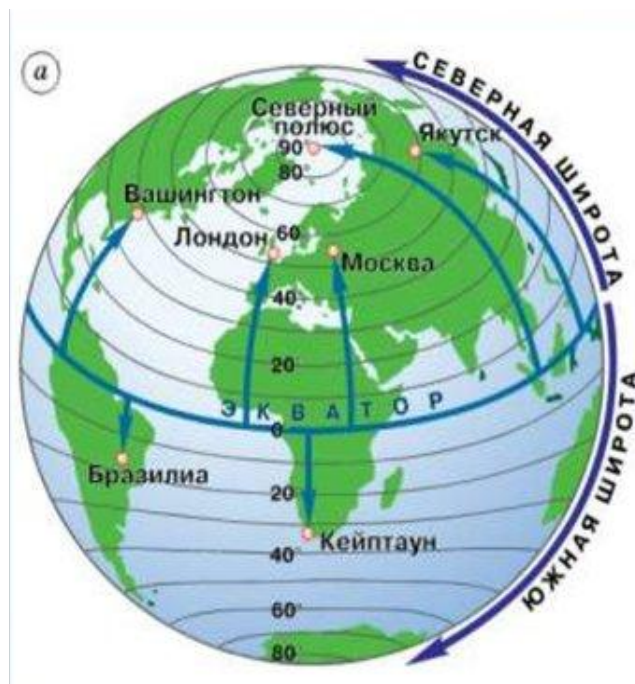 а
СЕВЕРНАЯ ШИРОТА
Северный
полюс
Якутск
90°
80°
Вашингтон
Лондон
60°
Москва
40°
20°
ЭКВАТОР
0°
Бразилиа
20°
Кейптаун
40°
ЮЖНАЯ ШИРОТА
60°
80°